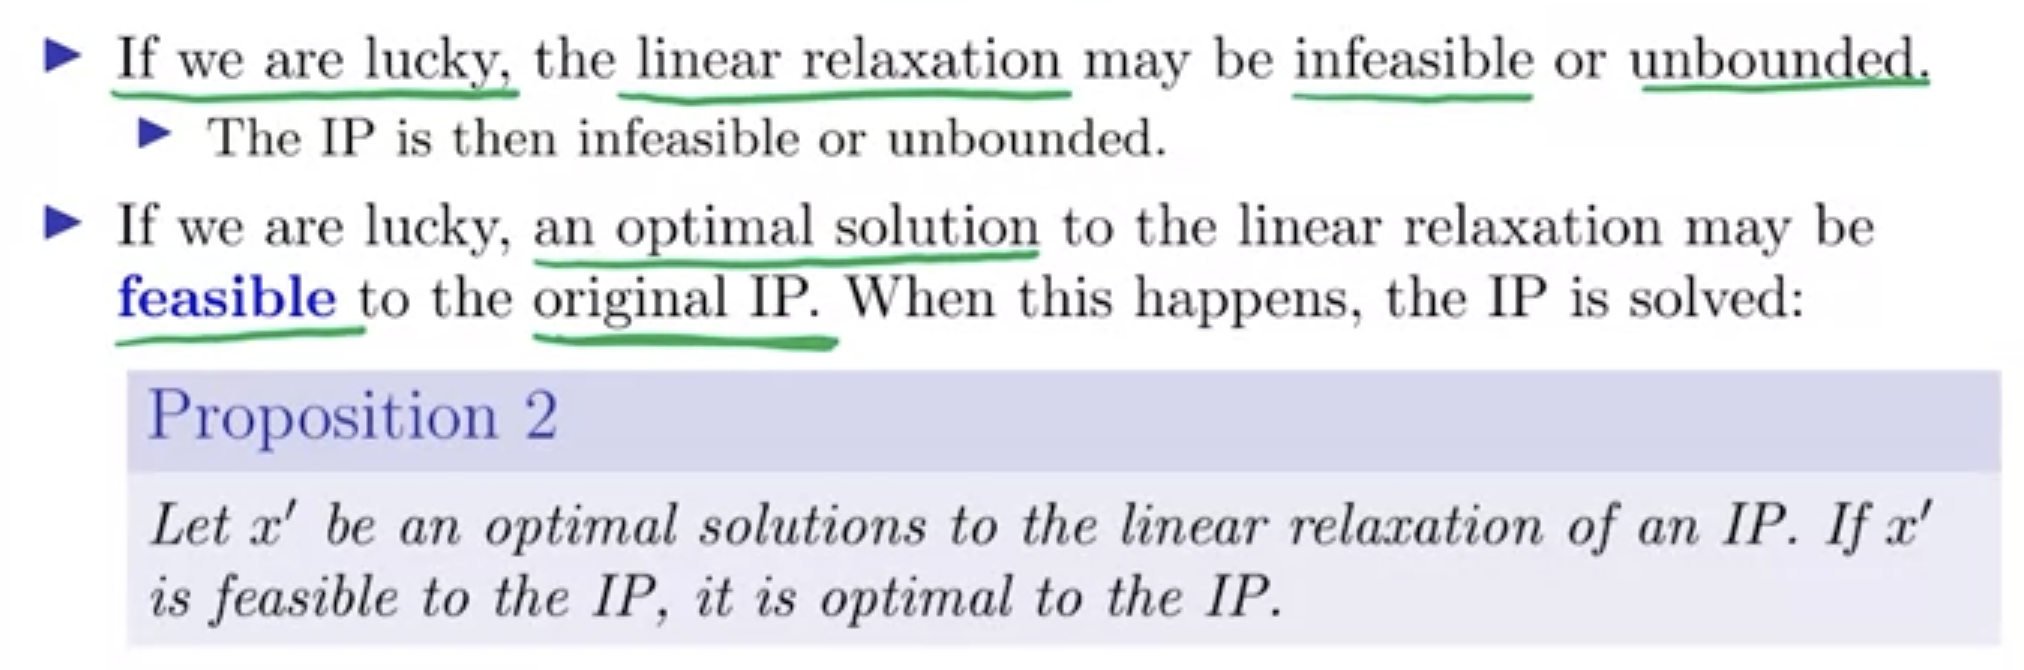 ▶ If we are lucky, the linear relaxation may be infeasible or unbounded.
▶ The IP is then infeasible or unbounded.
▶ If we are lucky, an optimal solution to the linear relaxation may be
feasible to the original IP. When this happens, the IP is solved:
Proposition 2
Let x′ be an optimal solutions to the linear relaxation of an IP. If x′
is feasible to the IP, it is optimal to the IP.